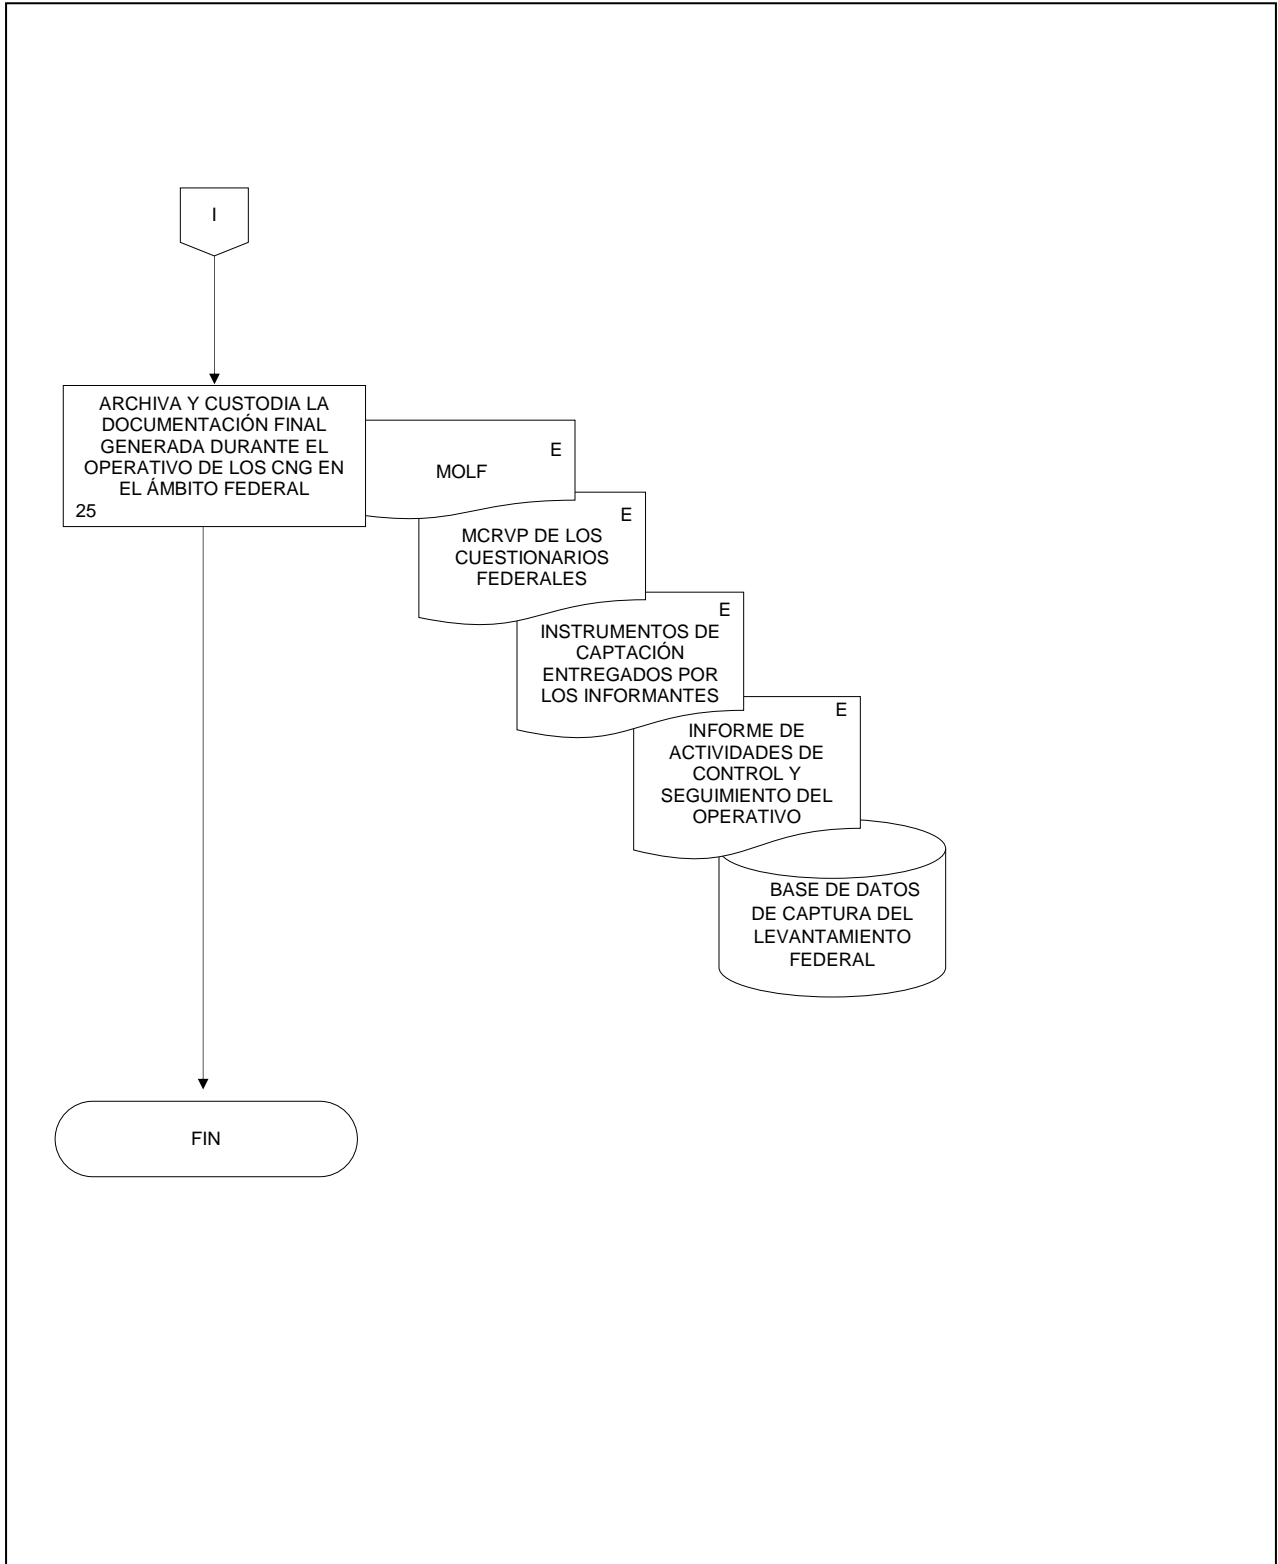 I
ARCHIVA Y CUSTODIA LA
DOCUMENTACIÓN FINAL
GENERADA DURANTE EL
OPERATIVO DE LOS CNG EN
EL ÁMBITO FEDERAL
25
E
MOLF
E
MCRVP DE LOS
CUESTIONARIOS
FEDERALES
E
INSTRUMENTOS DE
CAPTACIÓN
ENTREGADOS POR
LOS INFORMANTES
E
INFORME DE
ACTIVIDADES DE
CONTROL Y
SEGUIMIENTO DEL
OPERATIVO
BASE DE DATOS
DE CAPTURA DEL
LEVANTAMIENTO
FEDERAL
FIN